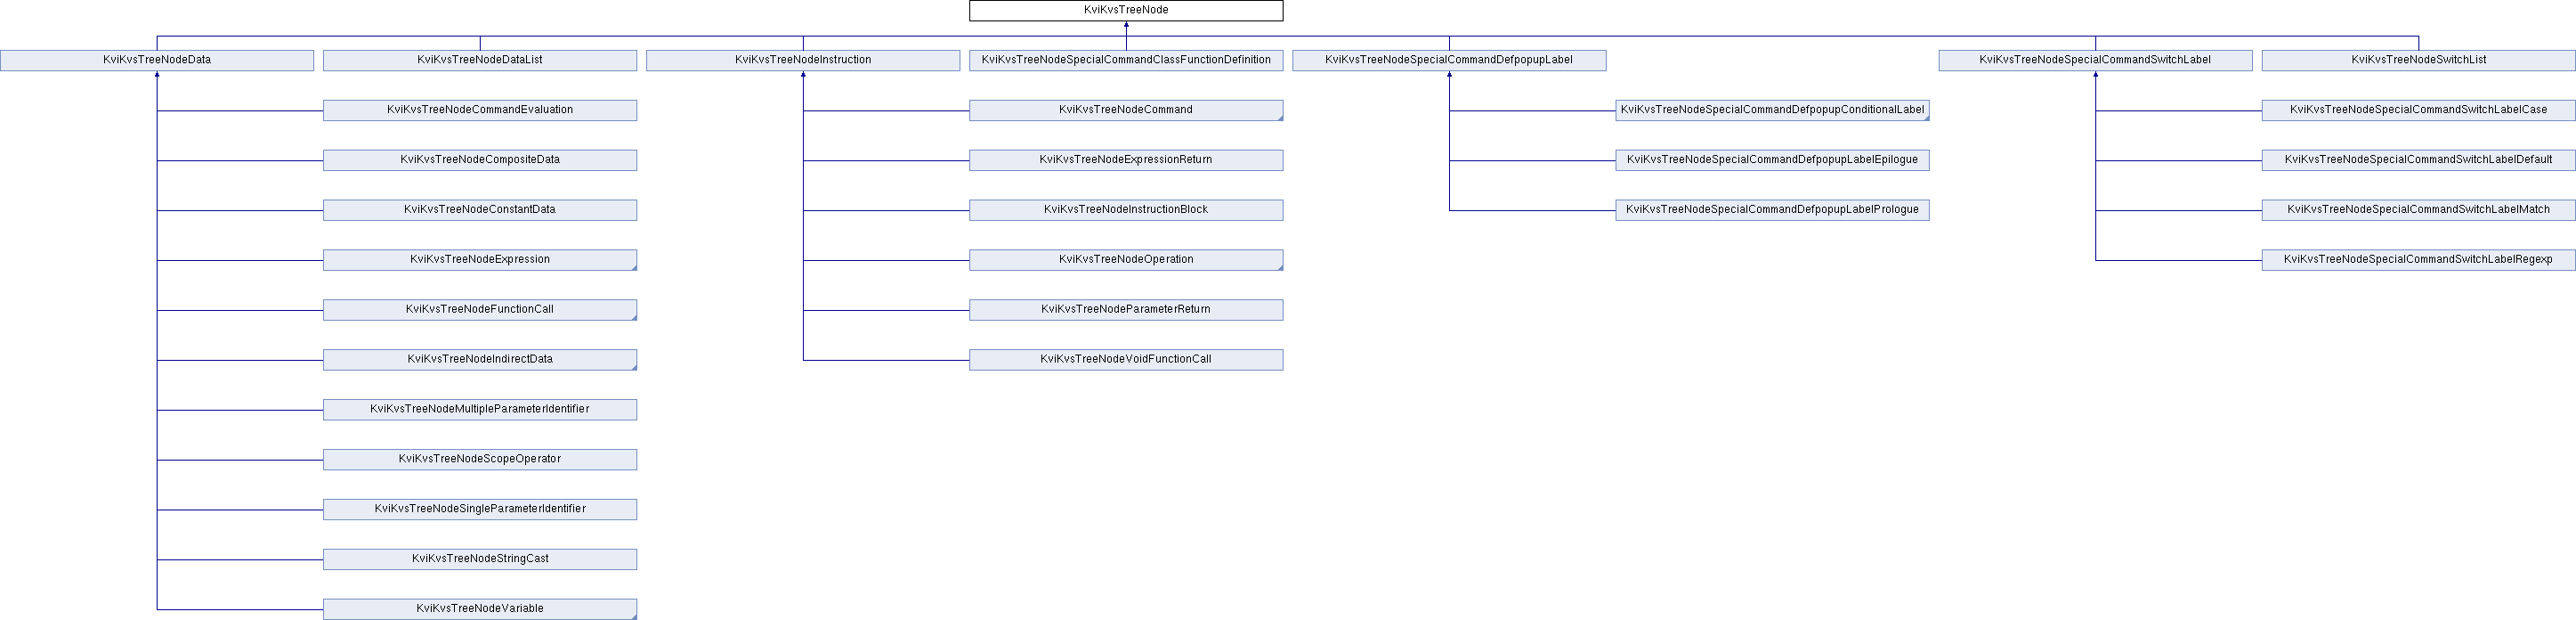 KviKvsTreeNode
KviKvsTreeNodeData
KviKvsTreeNodeDataList
KviKvsTreeNodeInstruction
KviKvsTreeNodeSpecialCommandClassFunctionDefinition
KviKvsTreeNodeSpecialCommandDefpopupLabel
KviKvsTreeNodeSpecialCommandSwitchLabel
KviKvsTreeNodeSwitchList
KviKvsTreeNodeCommandEvaluation
KviKvsTreeNodeCommand
KviKvsTreeNodeSpecialCommandDefpopupConditionalLabel
KviKvsTreeNodeSpecialCommandSwitchLabelCase
KviKvsTreeNodeCompositeData
KviKvsTreeNodeExpressionReturn
KviKvsTreeNodeSpecialCommandDefpopupLabelEpilogue
KviKvsTreeNodeSpecialCommandSwitchLabelDefault
KviKvsTreeNodeConstantData
KviKvsTreeNodeInstructionBlock
KviKvsTreeNodeSpecialCommandDefpopupLabelPrologue
KviKvsTreeNodeSpecialCommandSwitchLabelMatch
KviKvsTreeNodeExpression
KviKvsTreeNodeOperation
KviKvsTreeNodeSpecialCommandSwitchLabelRegexp
KviKvsTreeNodeFunctionCall
KviKvsTreeNodeParameterReturn
KviKvsTreeNodeIndirectData
KviKvsTreeNodeVoidFunctionCall
KviKvsTreeNodeMultipleParameterIdentifier
KviKvsTreeNodeScopeOperator
KviKvsTreeNodeSingleParameterIdentifier
KviKvsTreeNodeStringCast
KviKvsTreeNodeVariable